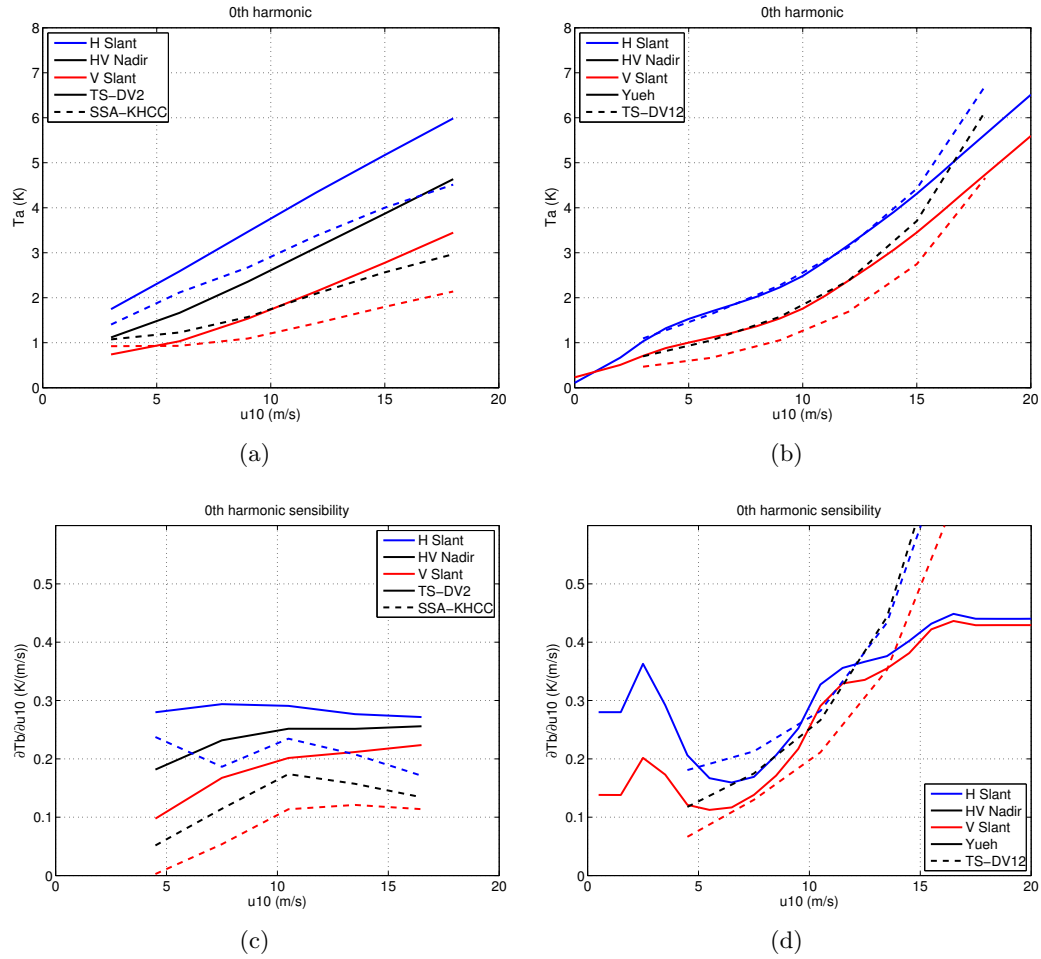 0th harmonic
8
7
6
5
4
3
2
1
0
Ta (K)
H Slant
HV Nadir
V Slant
TS-DV2
SSA-KHCC
0 5 10 15 20
u10 (m/s)
(a)
0th harmonic
8
7
6
5
4
3
2
1
0
Ta (K)
H Slant
HV Nadir
V Slant
Yueh
TS-DV12
0 5 10 15 20
u10 (m/s)
(b)
0th harmonic sensibility
0.5
0.4
0.3
0.2
0.1
0
∂Tb/∂u10 (K/(m/s))
H Slant
HV Nadir
V Slant
TS-DV2
SSA-KHCC
0 5 10 15 20
u10 (m/s)
(c)
0th harmonic sensibility
0.5
0.4
0.3
0.2
0.1
0
∂Tb/∂u10 (K/(m/s))
H Slant
HV Nadir
V Slant
Yueh
TS-DV12
0 5 10 15 20
u10 (m/s)
(d)